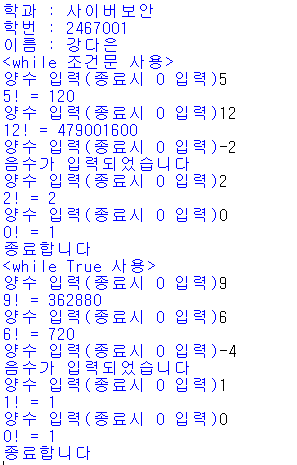 학과 : 사이버보안
학번 : 2467001
이름 : 강다은
<while 조건문 사용>
양수 입력(종료시 0 입력)5
5! = 120
양수 입력(종료시 0 입력)12
12! = 479001600
양수 입력(종료시 0 입력)-2
음수가 입력되었습니다
양수 입력(종료시 0 입력)2
2! = 2
양수 입력(종료시 0 입력)0
0! = 1
종료합니다
<while True 사용>
양수 입력(종료시 0 입력)9
9! = 362880
양수 입력(종료시 0 입력)6
6! = 720
양수 입력(종료시 0 입력)-4
음수가 입력되었습니다
양수 입력(종료시 0 입력)1
1! = 1
양수 입력(종료시 0 입력)0
0! = 1
종료합니다